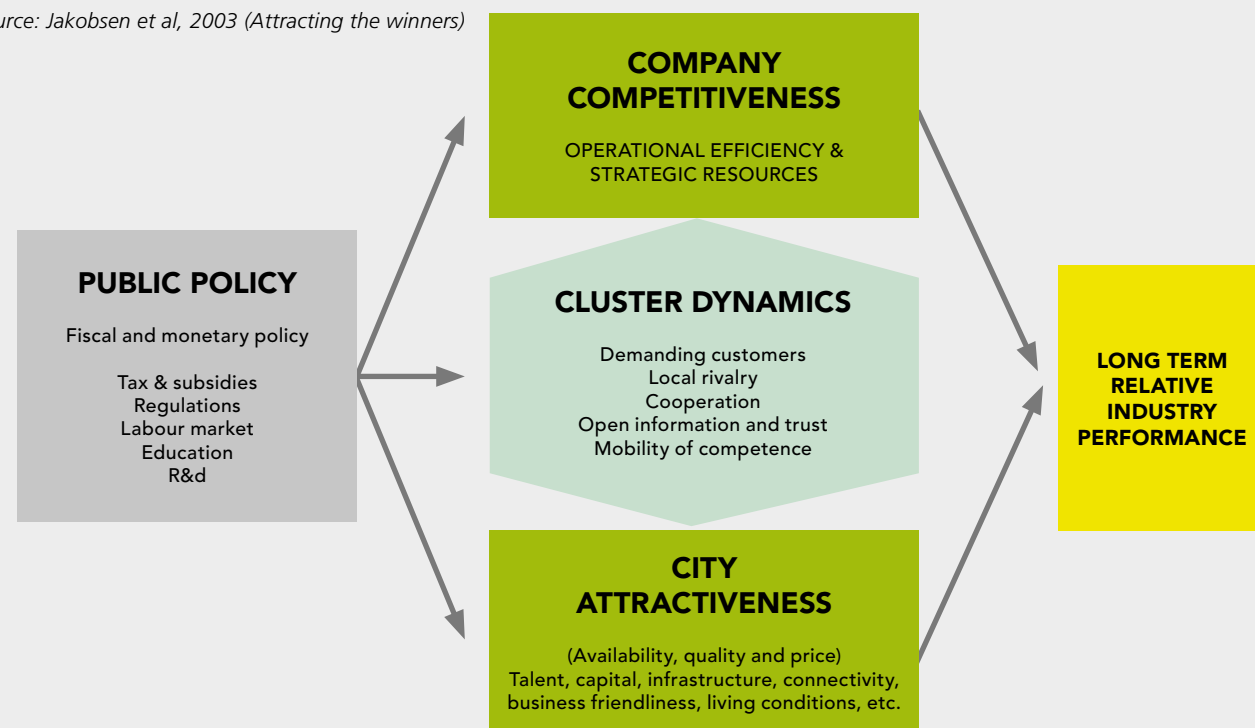 urce: Jakobsen et al, 2003 (Attracting the winners)
COMPANY
COMPETITIVENESS
OPERATIONAL EFFICIENCY &
STRATEGIC RESOURCES
PUBLIC POLICY
Fiscal and monetary policy
Tax & subsidies
Regulations
Labour market
Education
R&d
CLUSTER DYNAMICS
Demanding customers
Local rivalry
Cooperation
Open information and trust
Mobility of competence
LONG TERM
RELATIVE
INDUSTRY
PERFORMANCE
CITY
ATTRACTIVENESS
(Availability, quality and price)
Talent, capital, infrastructure, connectivity,
business friendliness, living conditions, etc.